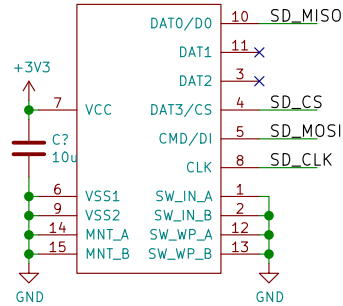 DAT0/D0 10 SD_MISO
DAT1 11
+3V3 DAT2 3
7 VCC DAT3/CS 4 SD_CS
C? CMD/DI 5 SD_MOSI
10u CLK 8 SD_CLK
6 VSS1 SW_IN_A 1
9 VSS2 SW_IN_B 2
14 MNT_A SW_WP_A 12
15 MNT_B SW_WP_B 13
GND GND